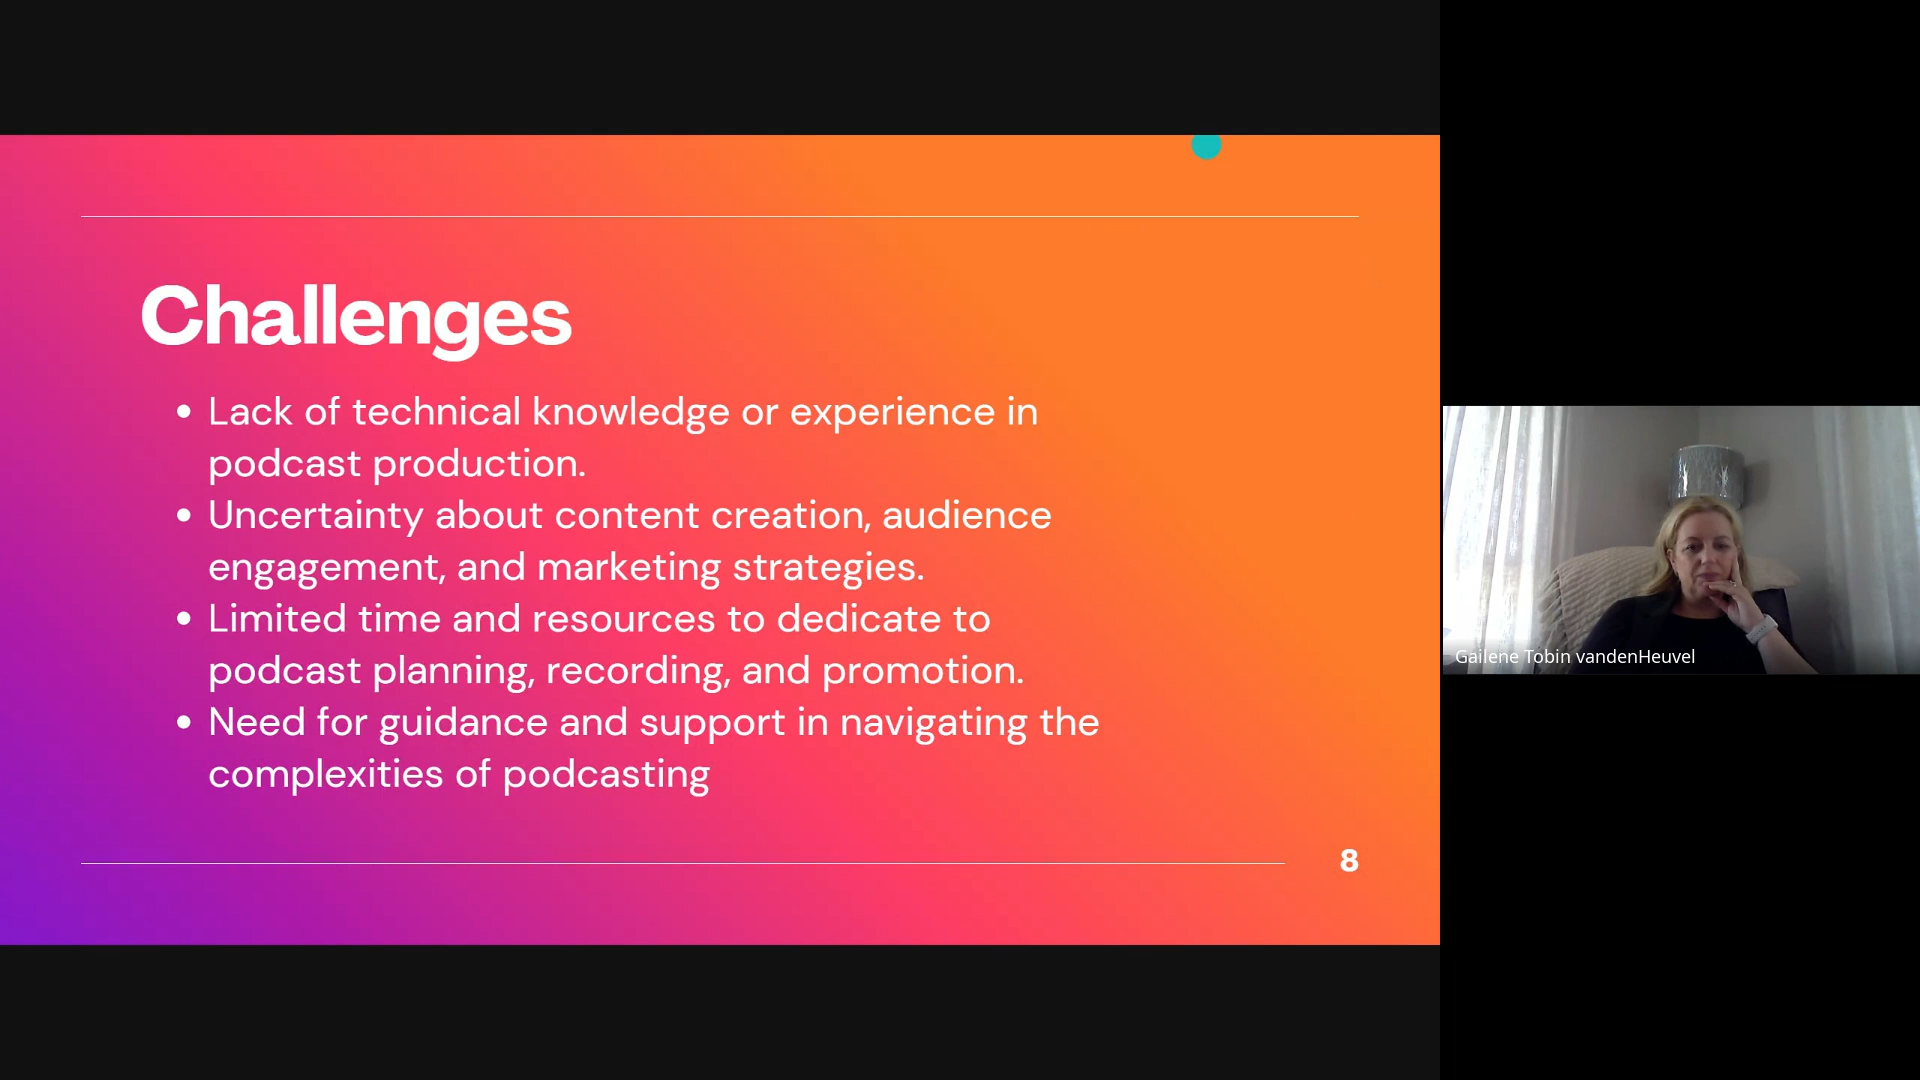 Challenges
• Lack of technical knowledge or experience in
podcast production.
• Uncertainty about content creation, audience
engagement, and marketing strategies.
• Limited time and resources to dedicate to
podcast planning, recording, and promotion.
• Need for guidance and support in navigating the
complexities of podcasting
8
Gailene Tobin vandenHeuvel